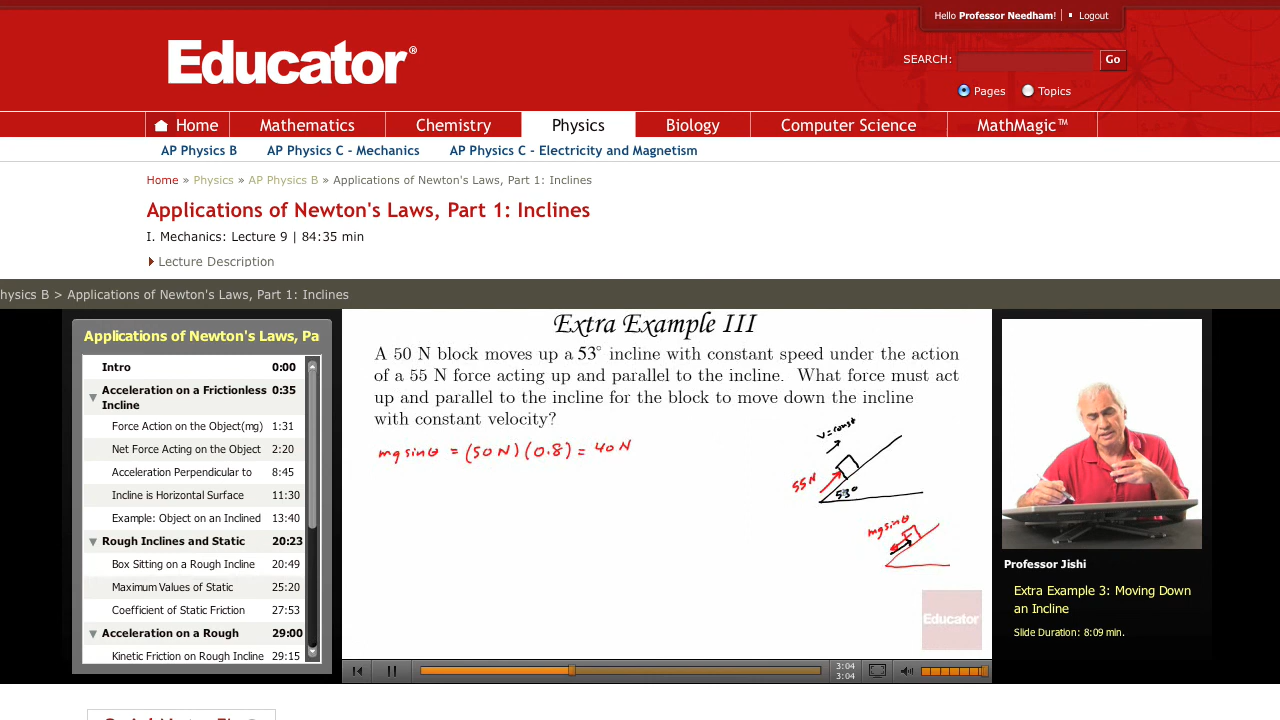 Hello Professor Needham! Logout
Educator®
SEARCH: Go
Pages Topics
Home Mathematics Chemistry Physics Biology Computer Science MathMagic™
AP Physics B AP Physics C - Mechanics AP Physics C - Electricity and Magnetism
Home » Physics » AP Physics B » Applications of Newton's Laws, Part 1: Inclines
Applications of Newton's Laws, Part 1: Inclines
I. Mechanics: Lecture 9 | 84:35 min
Lecture Description
hysics B > Applications of Newton's Laws, Part 1: Inclines
Applications of Newton's Laws, Pa
Intro 0:00
Acceleration on a Frictionless 0:35
Incline
Force Action on the Object(mg) 1:31
Net Force Acting on the Object 2:20
Acceleration Perpendicular to 8:45
Incline is Horizontal Surface 11:30
Example: Object on an Inclined 13:40
Rough Inclines and Static 20:23
Box Sitting on a Rough Incline 20:49
Maximum Values of Static 25:20
Coefficient of Static Friction 27:53
Acceleration on a Rough 29:00
Kinetic Friction on Rough Incline 29:15
Extra Example III
A 50 N block moves up a 53° incline with constant speed under the action
of a 55 N force acting up and parallel to the incline. What force must act
up and parallel to the incline for the block to move down the incline
with constant velocity?
mg sinθ = (50N)(0.8) = 40N
v=const
55N
53°
mg sinθ
Educator
3:04
3:04
Professor Jishi
Extra Example 3: Moving Down
an Incline
Slide Duration: 8:09 min.